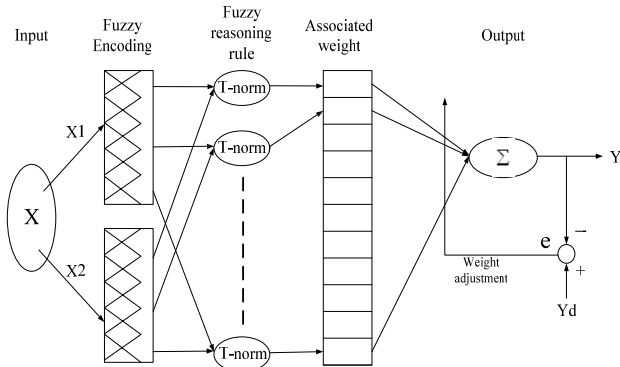 Input
Fuzzy
Encoding
Fuzzy
reasoning
rule
Associated
weight
Output
X
X1
X2
T-norm
T-norm
T-norm
Σ
Y
e
−
+
Yd
Weight
adjustment